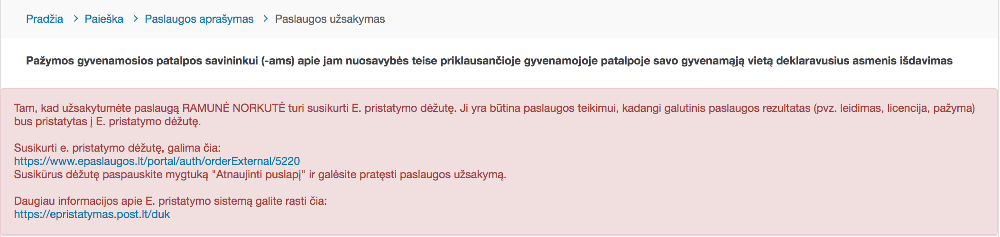 Pradžia > Paieška > Paslaugos aprašymas > Paslaugos užsakymas
Pažymos gyvenamosios patalpos savininkui (-ams) apie jam nuosavybės teise priklausančioje gyvenamojoje patalpoje savo gyvenamąją vietą deklaravusius asmenis išdavimas
Tam, kad užsakytumėte paslaugą RAMUNĖ NORKUTĖ turi susikurti E. pristatymo dėžutę. Ji yra būtina paslaugos teikimui, kadangi galutinis paslaugos rezultatas (pvz. leidimas, licencija, pažyma)
bus pristatytas į E. pristatymo dėžutę.
Susikurti e. pristatymo dėžutę, galima čia:
https://www.epaslaugos.lt/portal/auth/orderExternal/5220
Susikūrus dėžutę paspauskite mygtuką "Atnaujinti puslapį" ir galėsite pratęsti paslaugos užsakymą.
Daugiau informacijos apie E. pristatymo sistemą galite rasti čia:
https://epristatymas.post.lt/duk